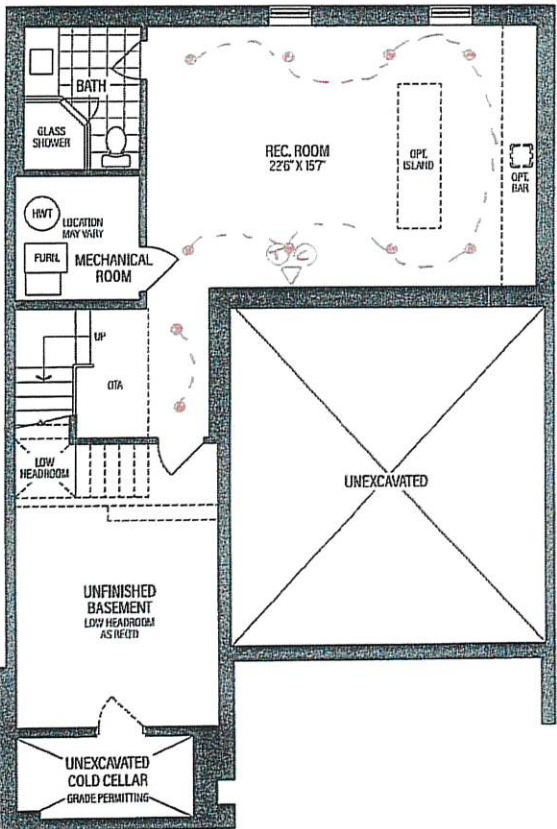 BATH
GLASS
SHOWER
REC. ROOM
22'6" X 15'7"
OPT.
ISLAND
OPT.
BAR
HWT
LOCATION
MAY VARY
FURN.
MECHANICAL
ROOM
UP
LOW
HEADROOM
UNEXCAVATED
UNFINISHED
BASEMENT
LOW HEADROOM
AS REQ'D
UNEXCAVATED
COLD CELLAR
GRADE PERMITTING